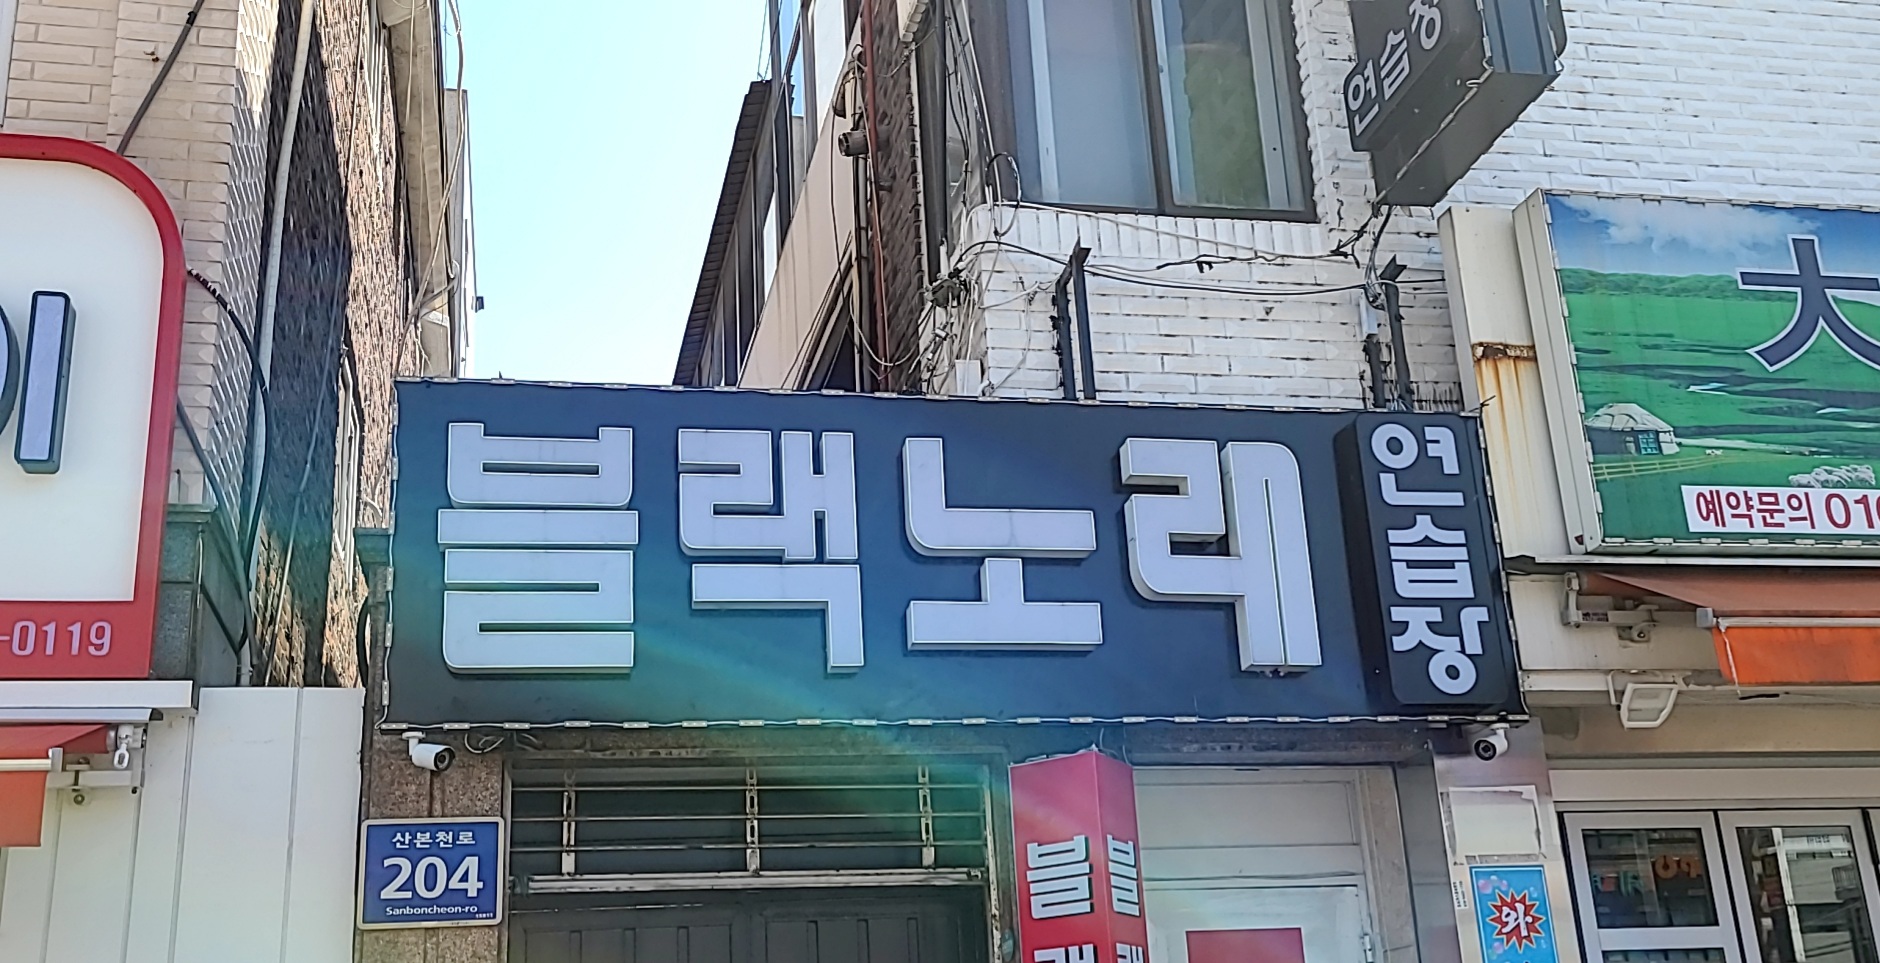 이
-0119
블랙노래
연습장
연습장
예약문의 010
산본천로
204
Sanboncheon-ro
블
블
와